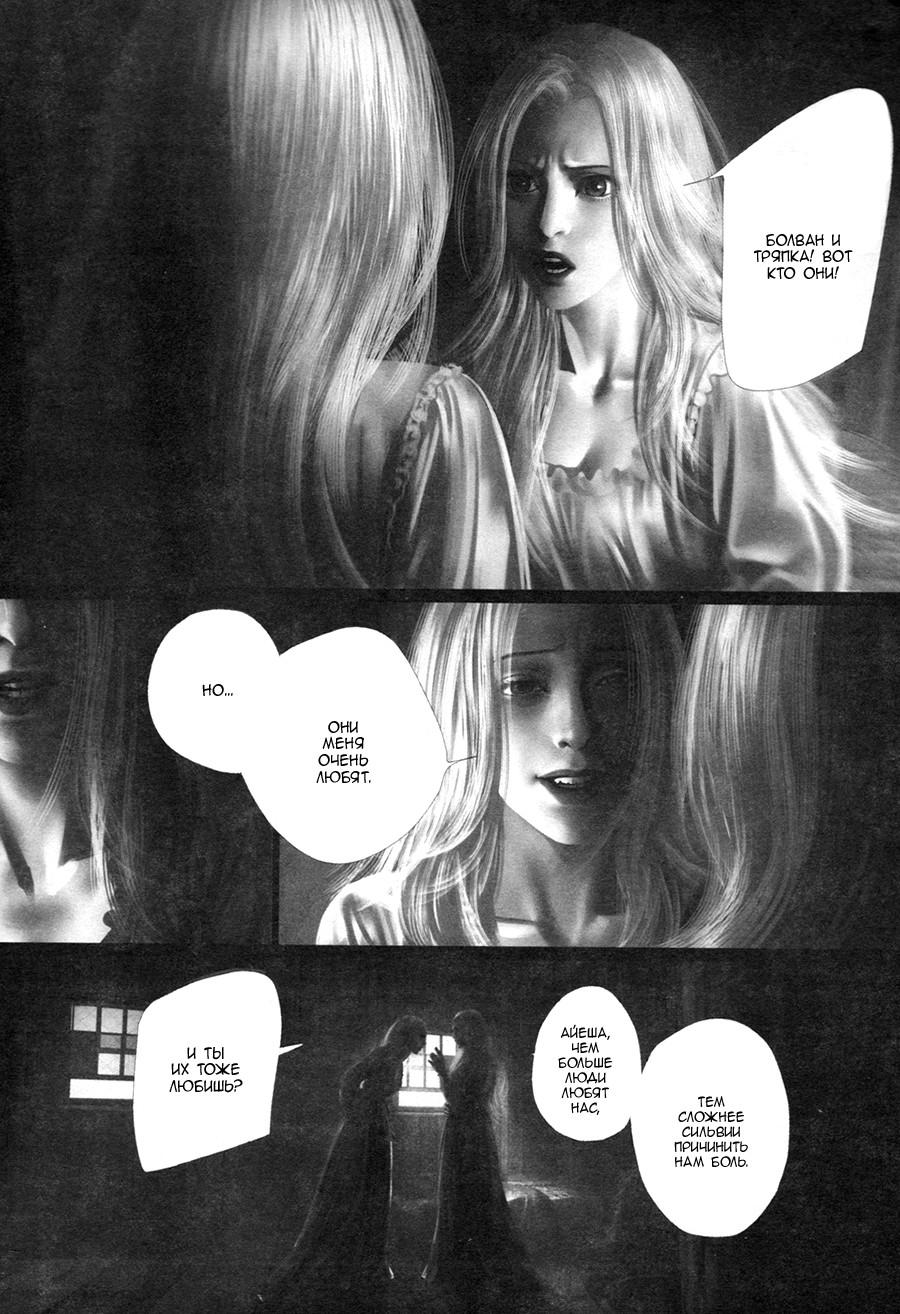 БОЛВАН И
ТРЯПКА! ВОТ
КТО ОНИ!
НО...
ОНИ
МЕНЯ
ОЧЕНЬ
ЛЮБЯТ.
И ТЫ
ИХ ТОЖЕ
ЛЮБИШЬ?
АЙЕША,
ЧЕМ
БОЛЬШЕ
ЛЮДИ
ЛЮБЯТ
НАС,
ТЕМ
СЛОЖНЕЕ
СИЛЬВИИ
ПРИЧИНИТЬ
НАМ БОЛЬ.